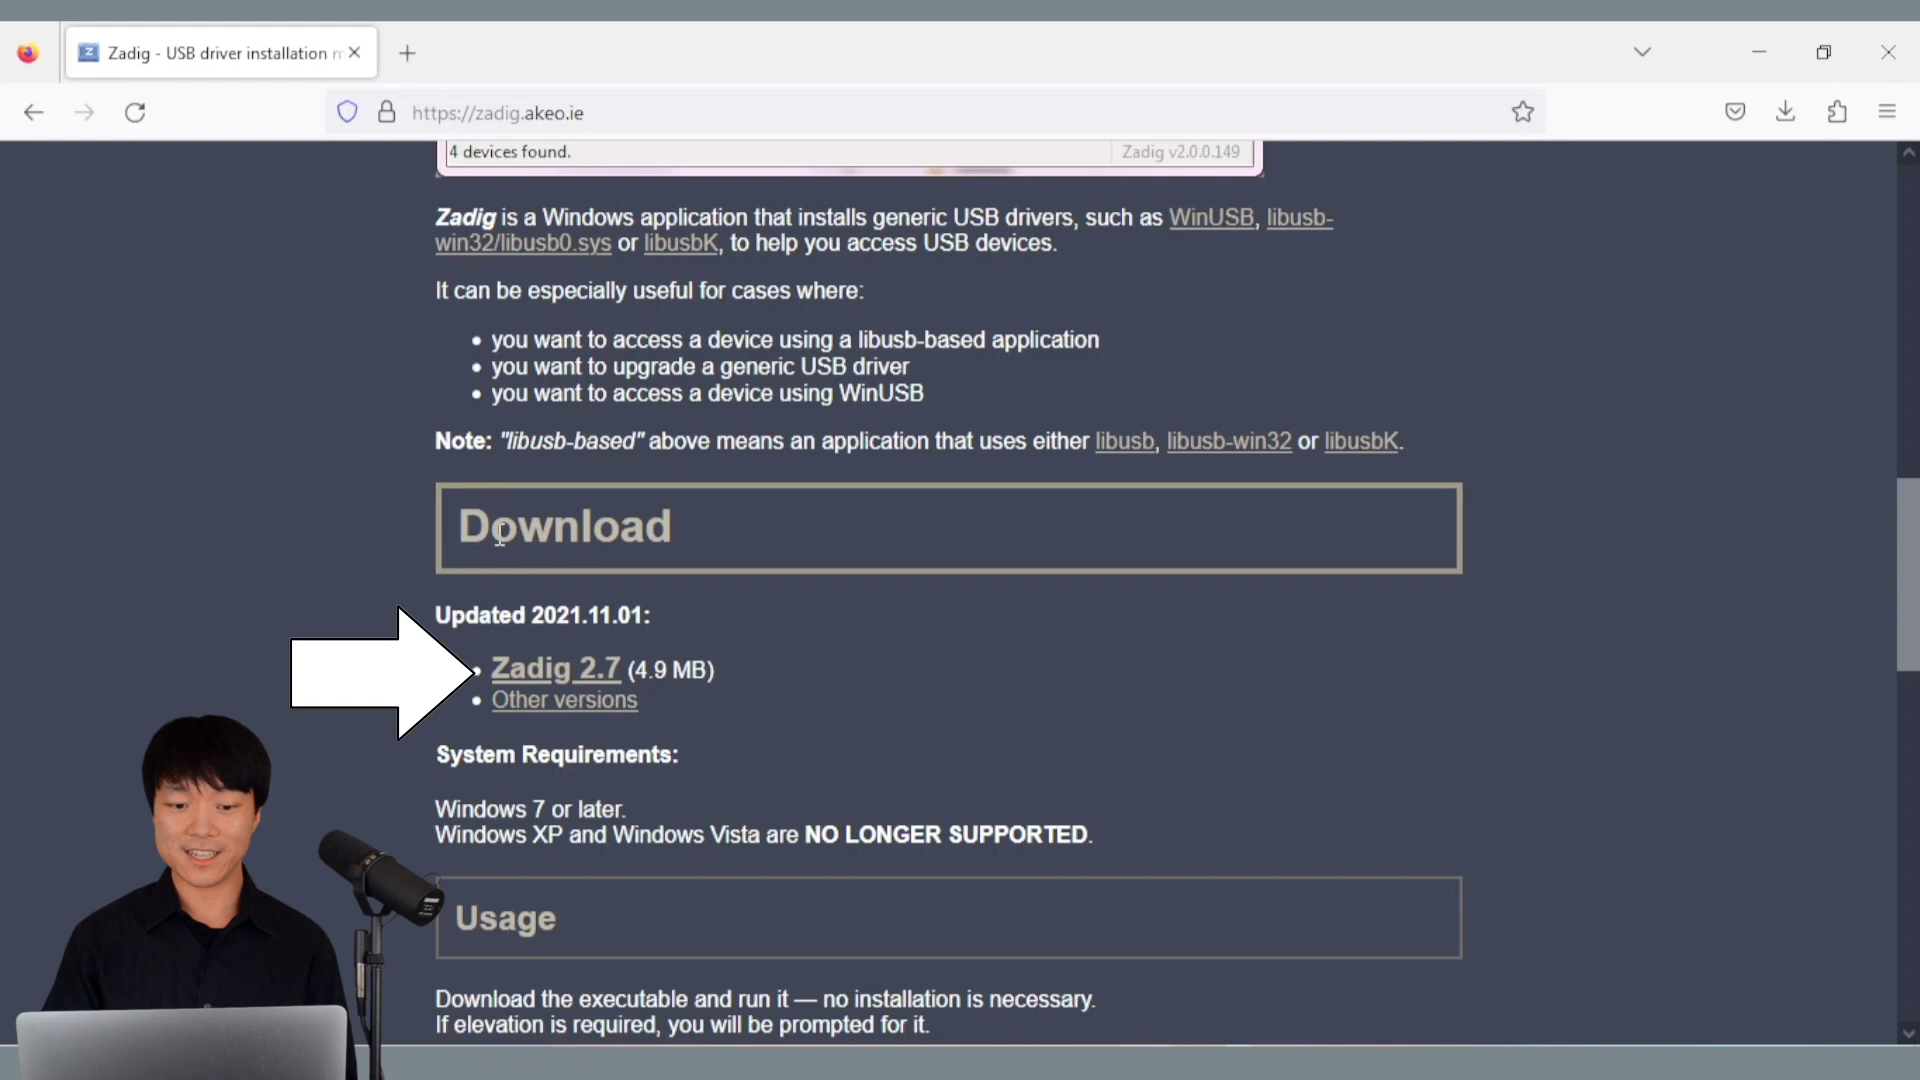 Zadig - USB driver installation m
https://zadig.akeo.ie
4 devices found.
Zadig v2.0.0.149
Zadig is a Windows application that installs generic USB drivers, such as WinUSB, libusb-
win32/libusb0.sys or libusbK, to help you access USB devices.
It can be especially useful for cases where:
• you want to access a device using a libusb-based application
• you want to upgrade a generic USB driver
• you want to access a device using WinUSB
Note: "libusb-based" above means an application that uses either libusb, libusb-win32 or libusbK.
Download
Updated 2021.11.01:
• Zadig 2.7 (4.9 MB)
• Other versions
System Requirements:
Windows 7 or later.
Windows XP and Windows Vista are NO LONGER SUPPORTED.
Usage
Download the executable and run it — no installation is necessary.
If elevation is required, you will be prompted for it.